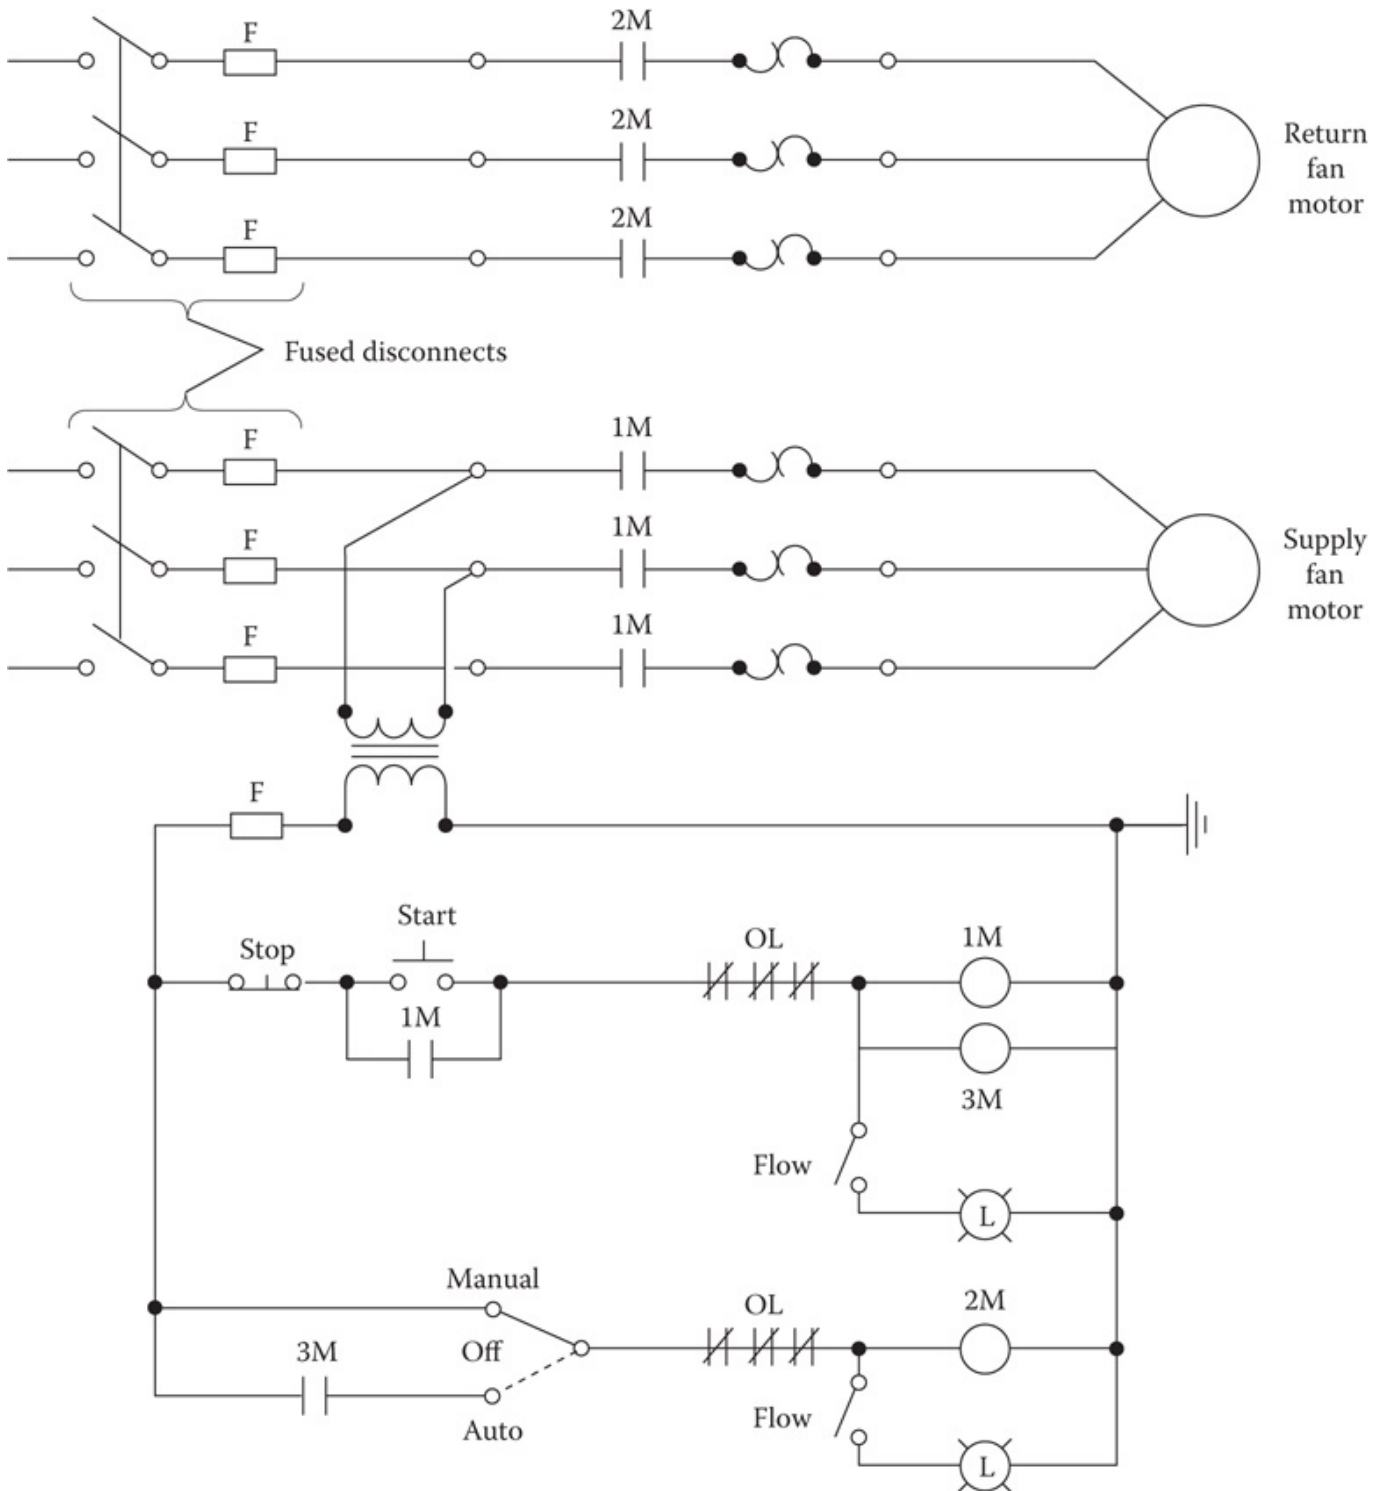 2M
F
2M
F
Return
fan
motor
2M
F
Fused disconnects
1M
F
1M
F
Supply
fan
motor
1M
F
F
Start
Stop
OL
1M
1M
3M
Flow
L
Manual
OL
2M
3M
Off
Auto
Flow
L